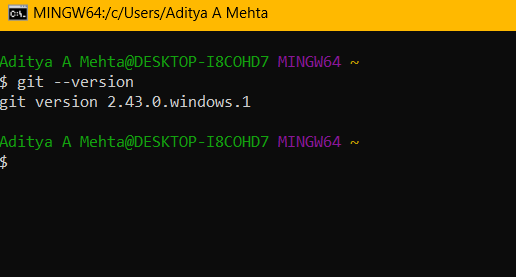 MINGW64:/c/Users/Aditya A Mehta
Aditya A Mehta@DESKTOP-I8COHD7 MINGW64 ~
$ git --version
git version 2.43.0.windows.1
Aditya A Mehta@DESKTOP-I8COHD7 MINGW64 ~
$